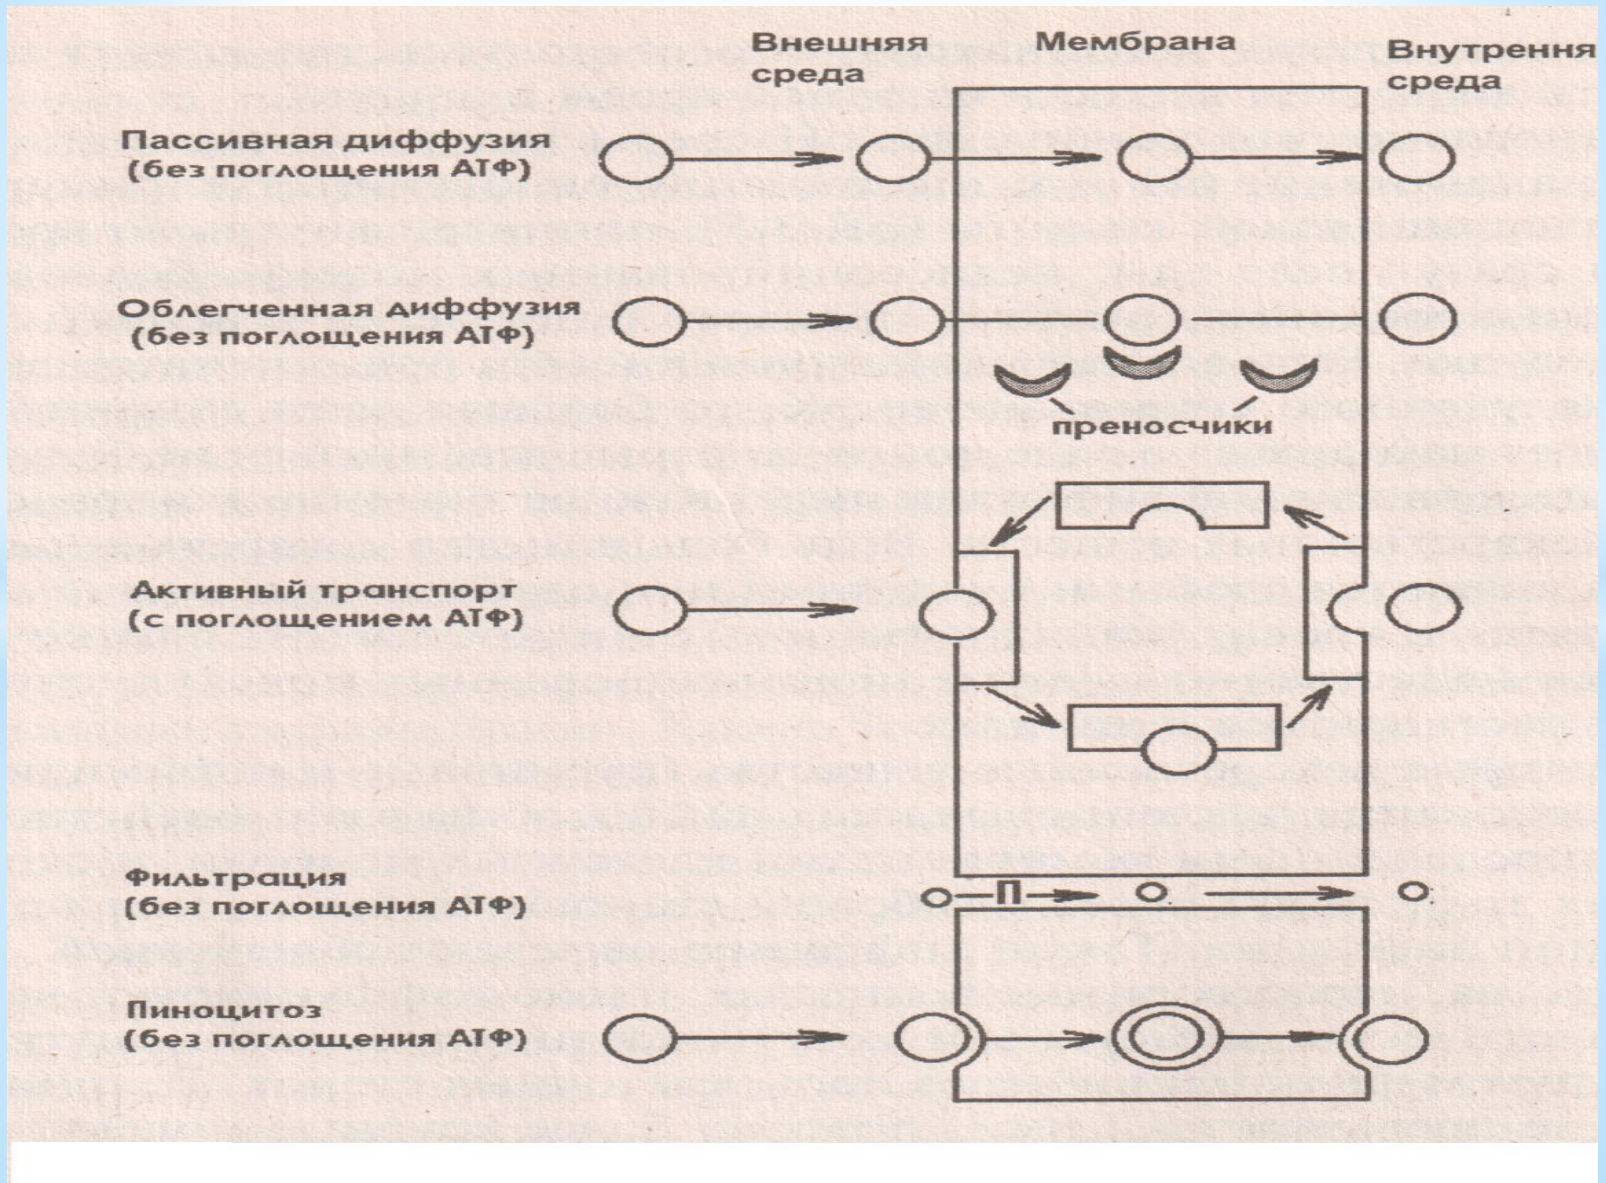 Внешняя
среда
Мембрана
Внутрення
среда
Пассивная диффузия
(без поглощения АТФ)
Облегченная диффузия
(без поглощения АТФ)
преносчики
Активный транспорт
(с поглощением АТФ)
Фильтрация
(без поглощения АТФ)
П
Пиноцитоз
(без поглощения АТФ)